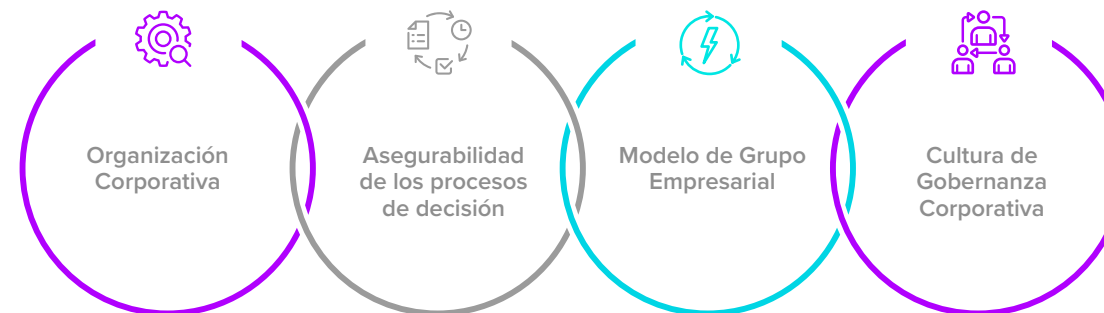 Organización
Corporativa
Asegurabilidad
de los procesos
de decisión
Modelo de Grupo
Empresarial
Cultura de
Gobernanza
Corporativa